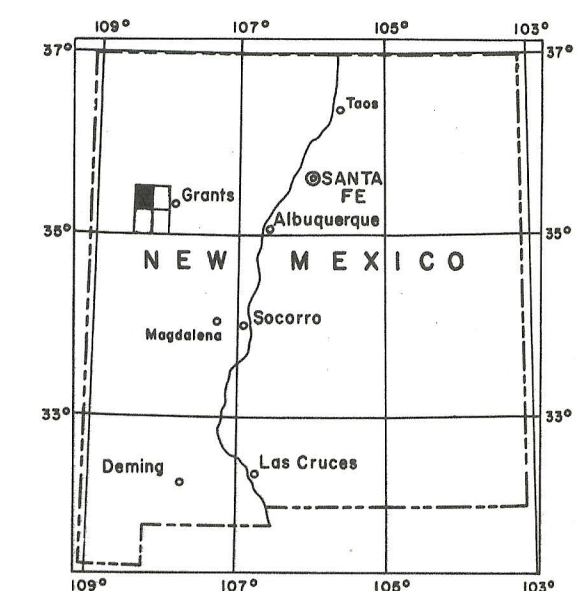 109° 107° 105° 103°
37° 37°
Taos
SANTA
FE
Grants
Albuquerque
35° 35°
NEW MEXICO
Socorro
Magdalena
33° 33°
Las Cruces
Deming
109° 107° 105° 103°